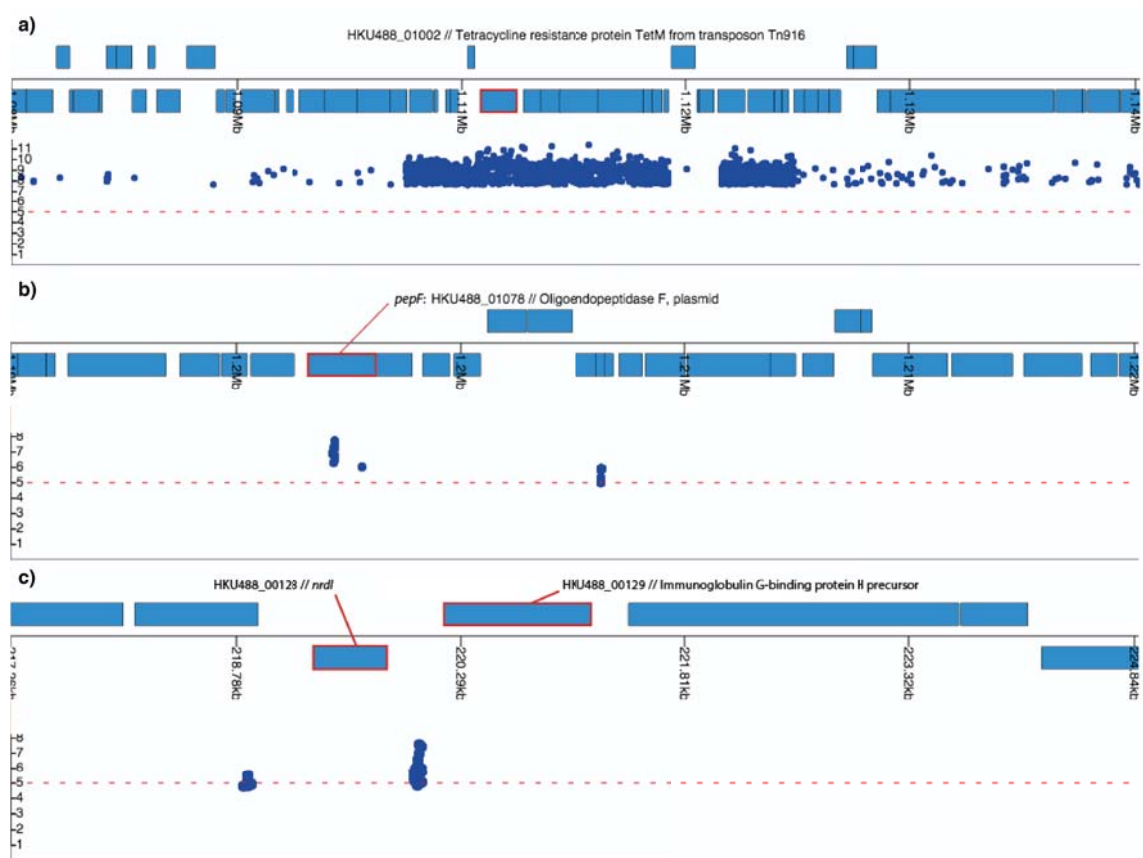 a)
HKU488_01002 // Tetracycline resistance protein TetM from transposon Tn916
1.09Mb
1.11Mb
1.12Mb
1.13Mb
1.14Mb
11
10
9
8
7
6
5
4
3
2
1
b)
pepF: HKU488_01078 // Oligoendopeptidase F, plasmid
1.2Mb
1.2Mb
1.21Mb
1.21Mb
1.22Mb
8
7
6
5
4
3
2
1
c)
HKU488_00128 // nrdI
HKU488_00129 // Immunoglobulin G-binding protein H precursor
218.78kb
220.29kb
221.81kb
223.32kb
224.84kb
8
7
6
5
4
3
2
1